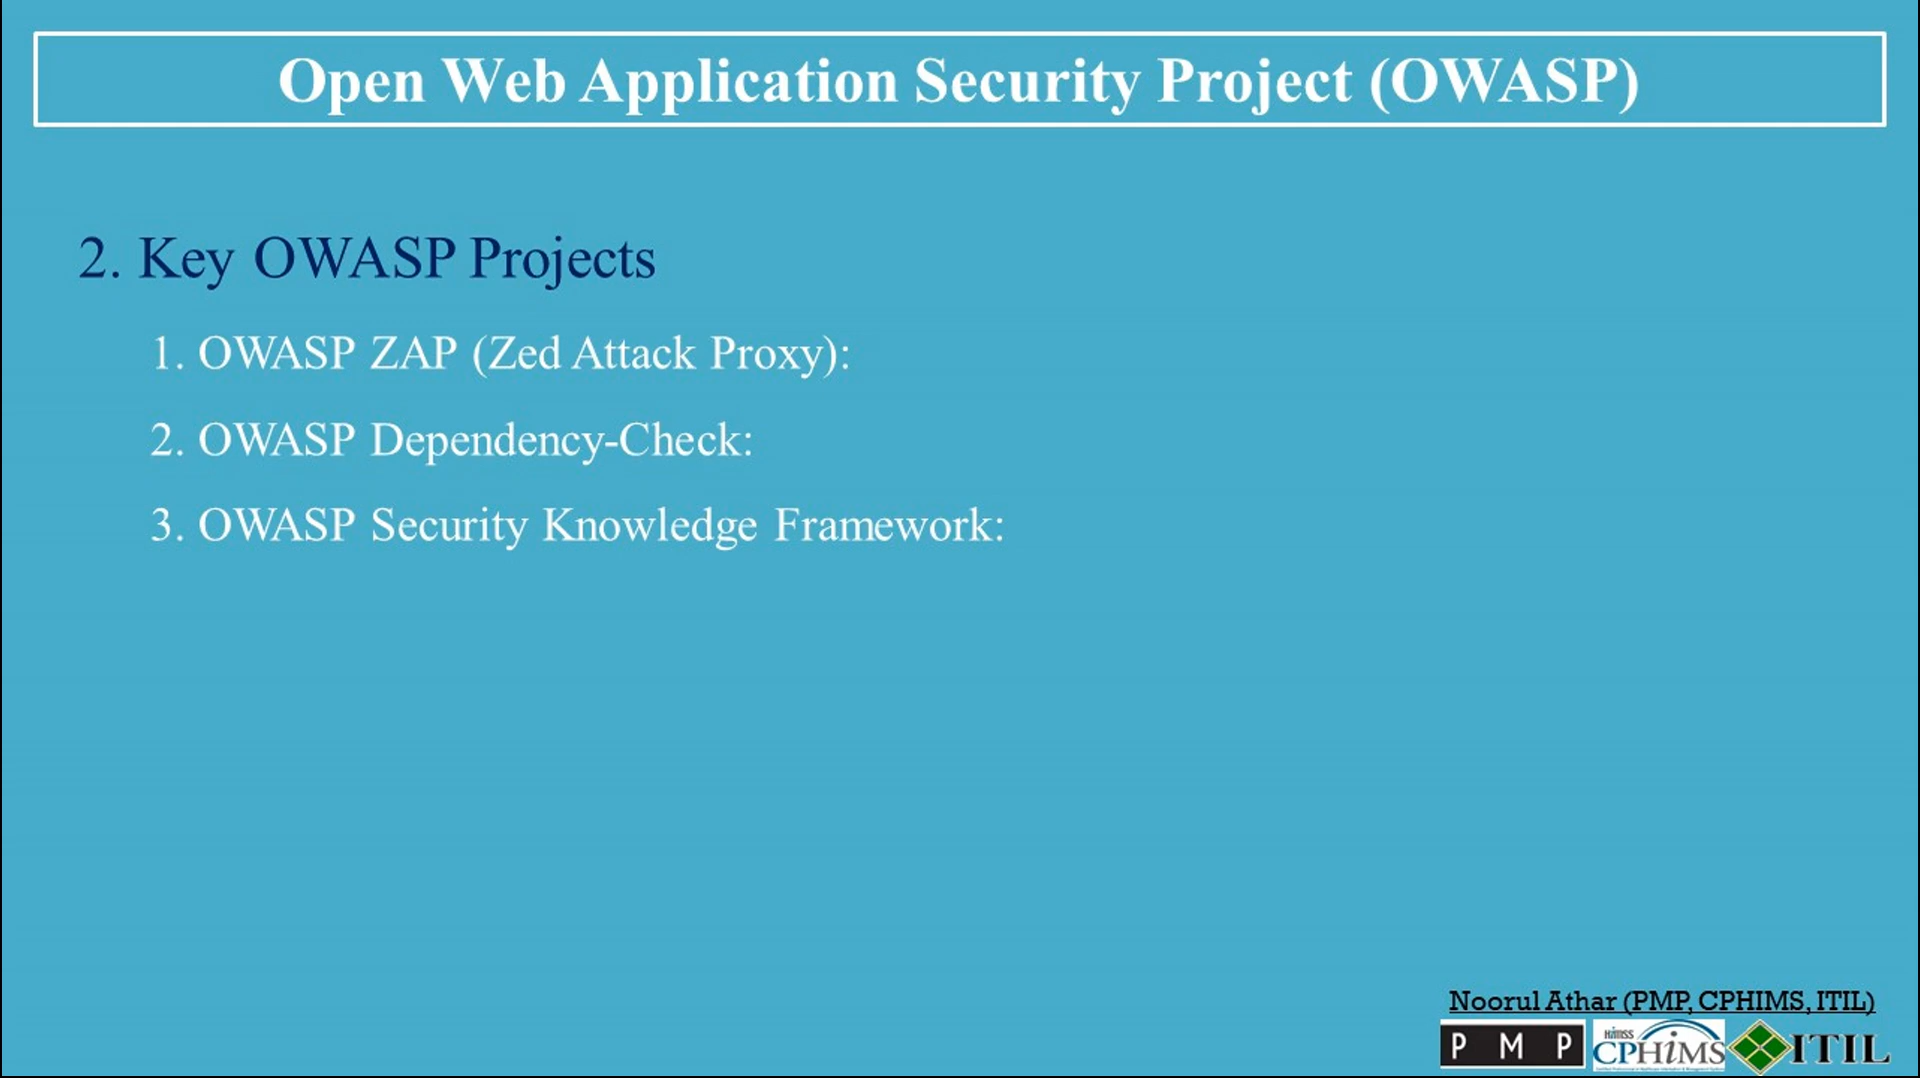 Open Web Application Security Project (OWASP)
2. Key OWASP Projects
1. OWASP ZAP (Zed Attack Proxy):
2. OWASP Dependency-Check:
3. OWASP Security Knowledge Framework:
Noorul Athar (PMP, CPHIMS, ITIL)
P M P
HiMSS
CPHiMS
ITIL